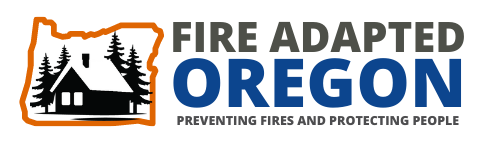 FIRE ADAPTED
OREGON
PREVENTING FIRES AND PROTECTING PEOPLE